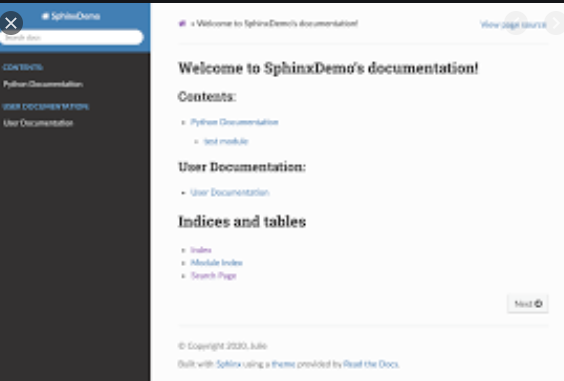 SphinxDemo
Search docs
CONTENTS:
Python Documentation
USER DOCUMENTATION:
User Documentation
» Welcome to SphinxDemo's documentation!
View page source
Welcome to SphinxDemo's documentation!
Contents:
Python Documentation
test module
User Documentation:
User Documentation
Indices and tables
Index
Module Index
Search Page
Next
© Copyright 2020, Julio
Built with Sphinx using a theme provided by Read the Docs.